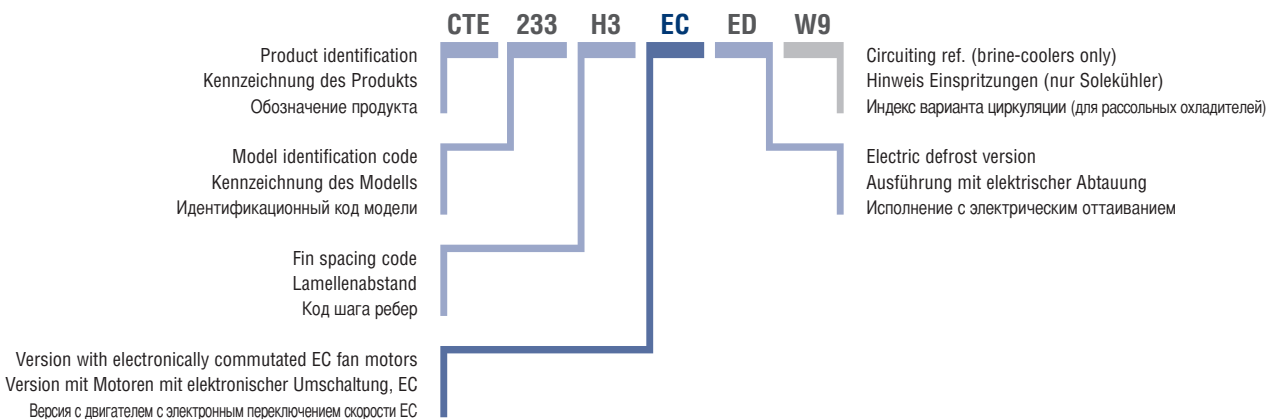 CTE 233 H3 EC ED W9
Product identification
Kennzeichnung des Produkts
Обозначение продукта
Model identification code
Kennzeichnung des Modells
Идентификационный код модели
Fin spacing code
Lamellenabstand
Код шага ребер
Version with electronically commutated EC fan motors
Version mit Motoren mit elektronischer Umschaltung, EC
Версия с двигателем с электронным переключением скорости EC
Circuiting ref. (brine-coolers only)
Hinweis Einspritzungen (nur Solekühler)
Индекс варианта циркуляции (для рассольных охладителей)
Electric defrost version
Ausführung mit elektrischer Abtauung
Исполнение с электрическим оттаиванием